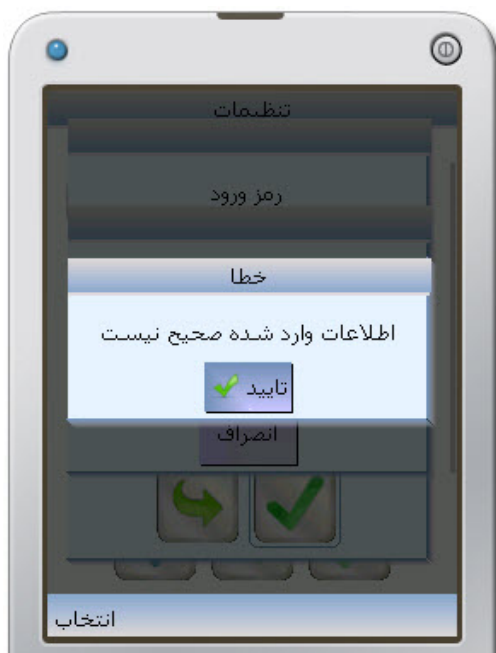 تنظیمات
رمز ورود
خطا
اطلاعات وارد شده صحیح نیست
تایید
انصراف
انتخاب